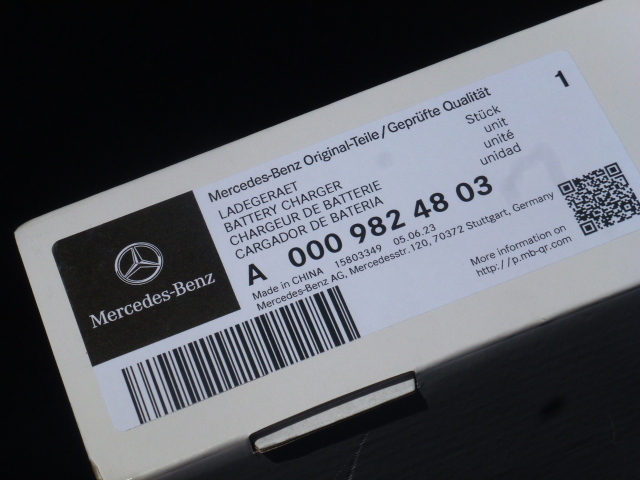 Mercedes-Benz Original-Teile/Geprüfte Qualität
1
LADEGERAET
BATTERY CHARGER
CHARGEUR DE BATTERIE
CARGADOR DE BATERIA
Stück
unit
unité
unidad
A 000 982 48 03
Made in CHINA 15803349 05.06.23
Mercedes-Benz AG, Mercedesstr.120, 70372 Stuttgart, Germany
More information on
http://p.mb-qr.com
Mercedes-Benz